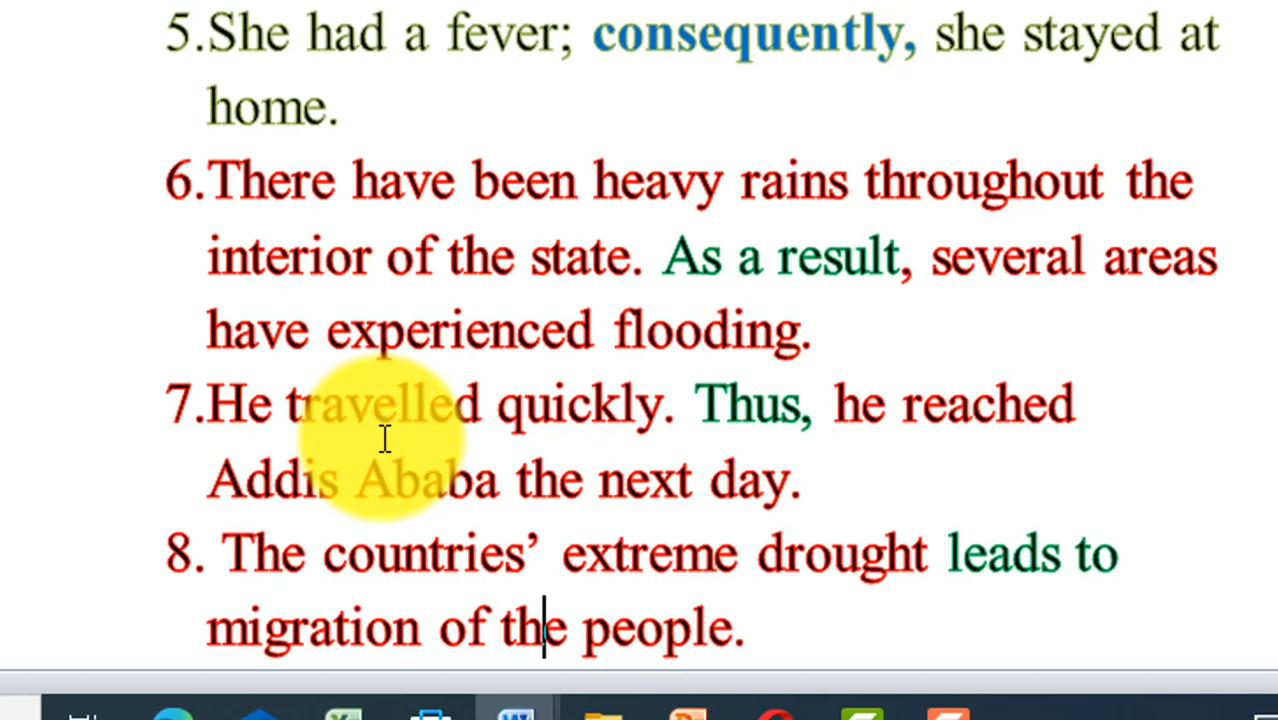 5.She had a fever; consequently, she stayed at
home.
6.There have been heavy rains throughout the
interior of the state. As a result, several areas
have experienced flooding.
7.He travelled quickly. Thus, he reached
Addis Ababa the next day.
8. The countries’ extreme drought leads to
migration of the people.